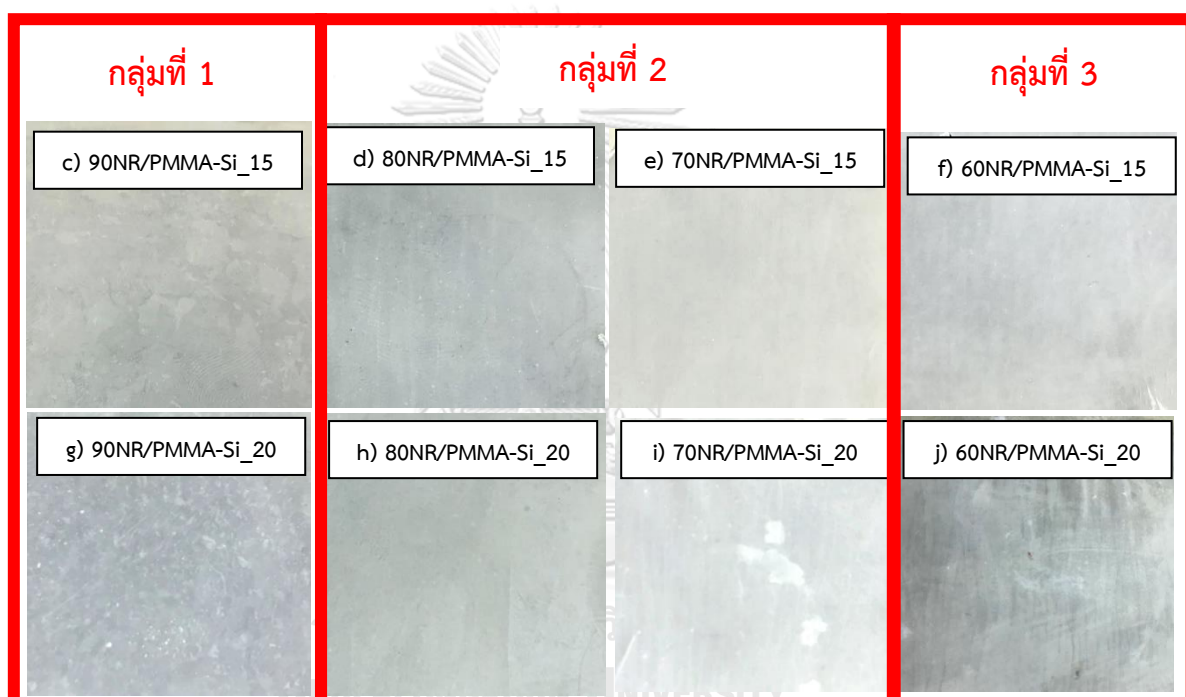 กลุ่มที่ 1
กลุ่มที่ 2
กลุ่มที่ 3
c) 90NR/PMMA-Si_15
d) 80NR/PMMA-Si_15
e) 70NR/PMMA-Si_15
f) 60NR/PMMA-Si_15
g) 90NR/PMMA-Si_20
h) 80NR/PMMA-Si_20
i) 70NR/PMMA-Si_20
j) 60NR/PMMA-Si_20